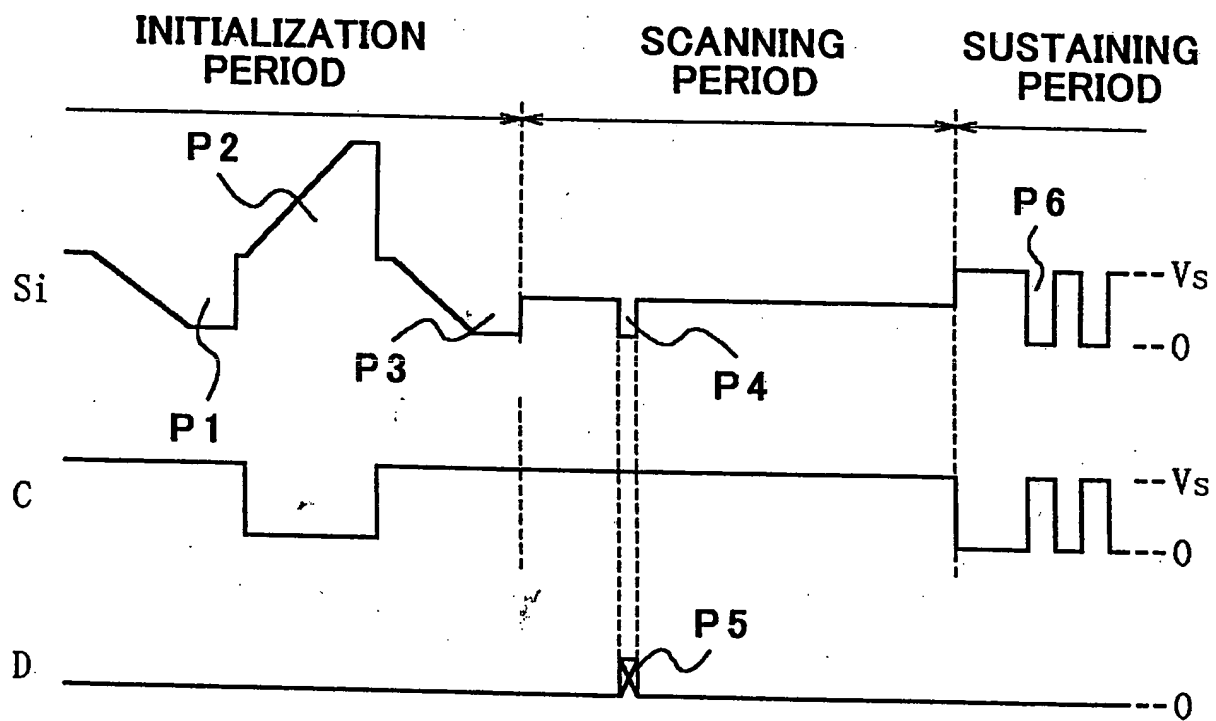 INITIALIZATION
PERIOD
SCANNING
PERIOD
SUSTAINING
PERIOD
P2
P6
Si
Vs
P3
P4
0
P1
C
Vs
0
P5
D
0